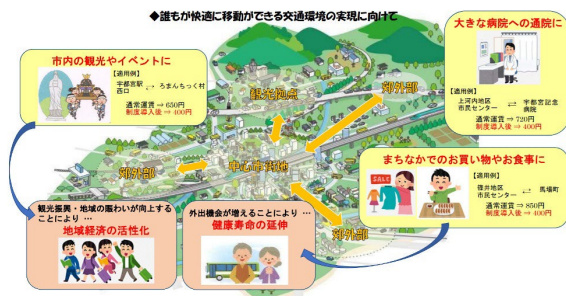 ◆誰もが快適に移動ができる交通環境の実現に向けて
市内の観光やイベントに
【適用例】
宇都宮駅西口 ⇄ ろまんちっく村
通常運賃 ⇒ 650円
制度導入後 ⇒ 400円
大きな病院への通院に
【適用例】
上河内地区市民センター ⇄ 宇都宮記念病院
通常運賃 ⇒ 720円
制度導入後 ⇒ 400円
観光拠点
郊外部
郊外部
中心市街地
郊外部
まちなかでのお買い物やお食事に
SALE
【適用例】
篠井地区市民センター ⇄ 馬場町
通常運賃 ⇒ 850円
制度導入後 ⇒ 400円
観光振興・地域の賑わいが向上する
ことにより …
地域経済の活性化
外出機会が増えることにより …
健康寿命の延伸